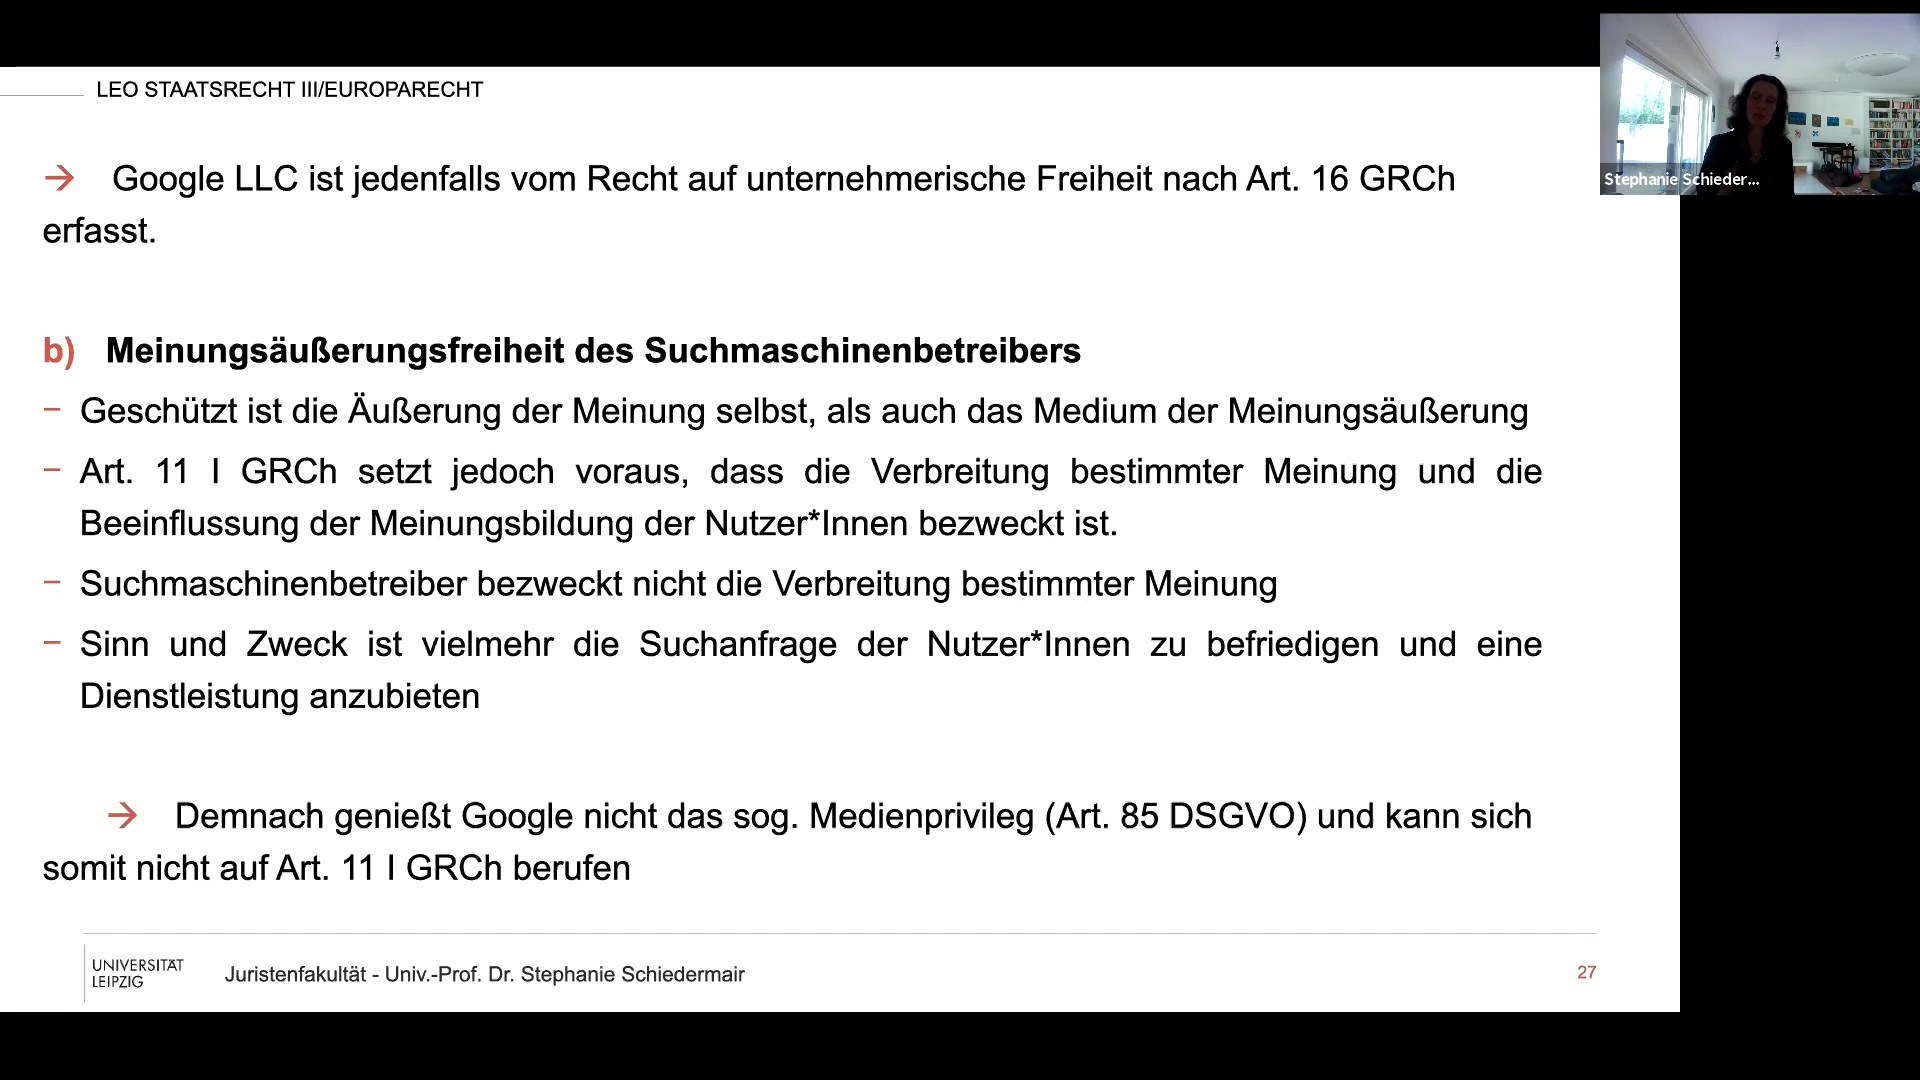 LEO STAATSRECHT III/EUROPARECHT
Stephanie Schieder...
→ Google LLC ist jedenfalls vom Recht auf unternehmerische Freiheit nach Art. 16 GRCh
erfasst.
b) Meinungsäußerungsfreiheit des Suchmaschinenbetreibers
− Geschützt ist die Äußerung der Meinung selbst, als auch das Medium der Meinungsäußerung
− Art. 11 I GRCh setzt jedoch voraus, dass die Verbreitung bestimmter Meinung und die
Beeinflussung der Meinungsbildung der Nutzer*Innen bezweckt ist.
− Suchmaschinenbetreiber bezweckt nicht die Verbreitung bestimmter Meinung
− Sinn und Zweck ist vielmehr die Suchanfrage der Nutzer*Innen zu befriedigen und eine
Dienstleistung anzubieten
→ Demnach genießt Google nicht das sog. Medienprivileg (Art. 85 DSGVO) und kann sich
somit nicht auf Art. 11 I GRCh berufen
UNIVERSITÄT
LEIPZIG
Juristenfakultät - Univ.-Prof. Dr. Stephanie Schiedermair
27